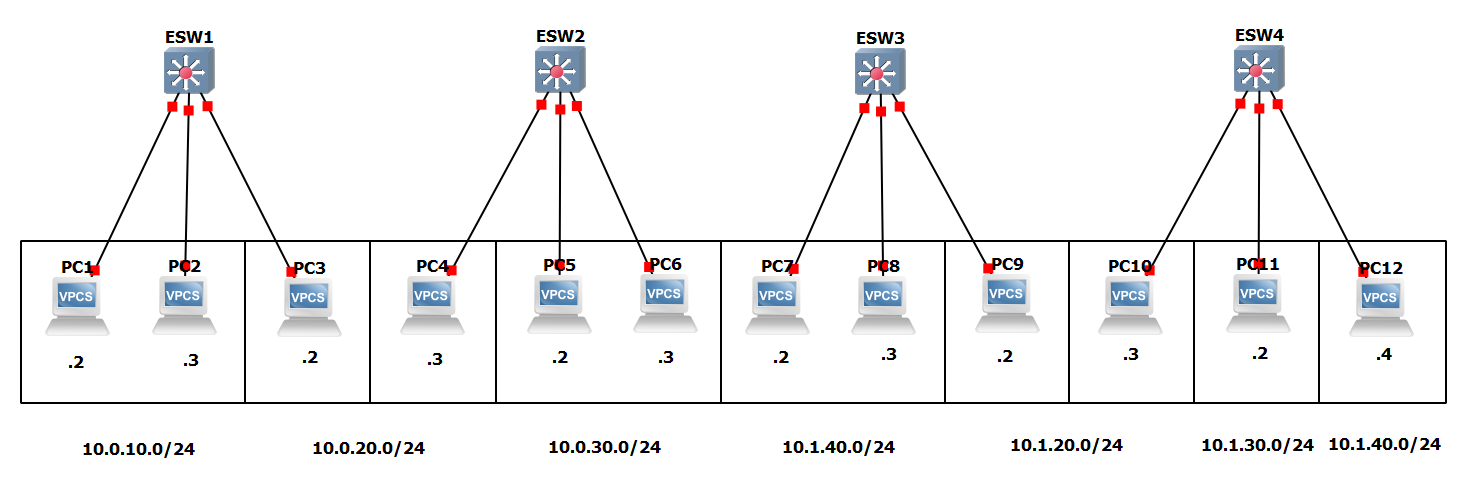 ESW1
ESW2
ESW3
ESW4
PC1
PC2
PC3
PC4
PC5
PC6
PC7
PC8
PC9
PC10
PC11
PC12
VPCS
VPCS
VPCS
VPCS
VPCS
VPCS
VPCS
VPCS
VPCS
VPCS
VPCS
VPCS
.2
.3
.2
.3
.2
.3
.2
.3
.2
.3
.2
.4
10.0.10.0/24
10.0.20.0/24
10.0.30.0/24
10.1.40.0/24
10.1.20.0/24
10.1.30.0/24
10.1.40.0/24